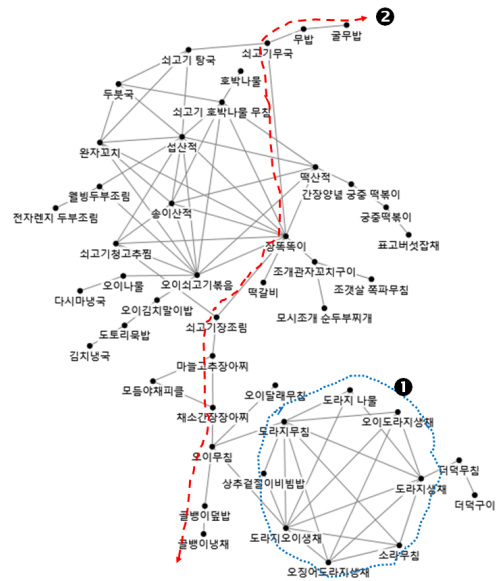 ❷
굴무밥
무밥
쇠고기무국
쇠고기 탕국
호박나물
두붓국
쇠고기 호박나물 무침
완자꼬치
섭산적
떡산적
간장양념 궁중 떡볶이
웰빙두부조림
전자렌지 두부조림
송이산적
궁중떡볶이
표고버섯잡채
쇠고기청고추찜
장똑똑이
조개관자꼬치구이
오이나물
오이쇠고기볶음
떡갈비
조갯살 쪽파무침
다시마냉국
오이김치말이밥
모시조개 순두부찌개
도토리묵밥
쇠고기장조림
김치냉국
마늘고추장아찌
모듬야채피클
❶
오이달래무침
도라지 나물
채소간장장아찌
오이도라지생채
도라지무침
오이무침
더덕무침
상추겉절이비빔밥
도라지생채
더덕구이
골뱅이덮밥
골뱅이냉채
도라지오이생채
소라무침
오징어도라지생채